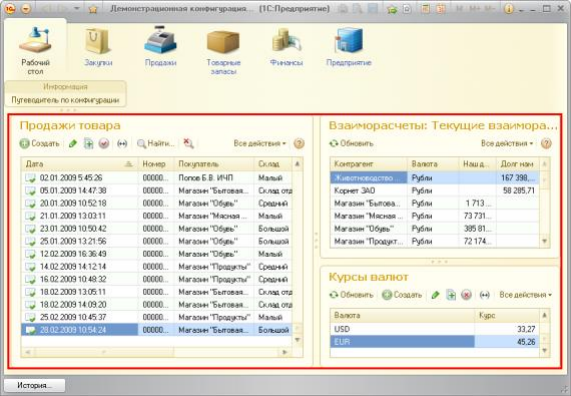 Демонстрационная конфигурация... (1С:Предприятие)
M M+ M-
Рабочий стол
Закупки
Продажи
Товарные запасы
Финансы
Предприятие
Информация
Путеводитель по конфигурации
Продажи товара
Создать Найти... Все действия
Дата Номер Покупатель Склад
02.01.2009 5:45:26 00000... Попов Б.В. ИЧП Малый
05.01.2009 14:47:38 00000... Магазин "Бытовая... Склад отд
20.01.2009 10:52:18 00000... Магазин "Обувь" Средний
21.01.2009 13:03:11 00000... Магазин "Мясная ... Малый
23.01.2009 10:50:42 00000... Магазин "Обувь" Большой
25.01.2009 13:21:56 00000... Магазин "Обувь" Большой
12.02.2009 16:36:49 00000... Магазин "Обувь" Малый
14.02.2009 14:12:14 00000... Магазин "Продукты" Средний
16.02.2009 10:48:32 00000... Магазин "Продукты" Малый
18.02.2009 13:05:11 00000... Магазин "Бытовая... Склад отд
18.02.2009 14:09:20 00000... Магазин "Бытовая... Склад отд
25.02.2009 10:45:37 00000... Магазин "Продукты" Малый
28.02.2009 10:54:24 00000... Магазин "Бытовая... Большой
Взаиморасчеты: Текущие взаимора...
Обновить Все действия
Контрагент Валюта Наш д... Долг нам
Животноводство ... Рубли 167 398,...
Корнет ЗАО Рубли 58 285,71
Магазин "Бытова... Рубли 1 713...
Магазин "Мясная ... Рубли 73 731...
Магазин "Обувь" Рубли 385 81...
Магазин "Продукт... Рубли 72 174...
Курсы валют
Обновить Создать Все действия
Валюта Курс
USD 33,27
EUR 45,26
История...